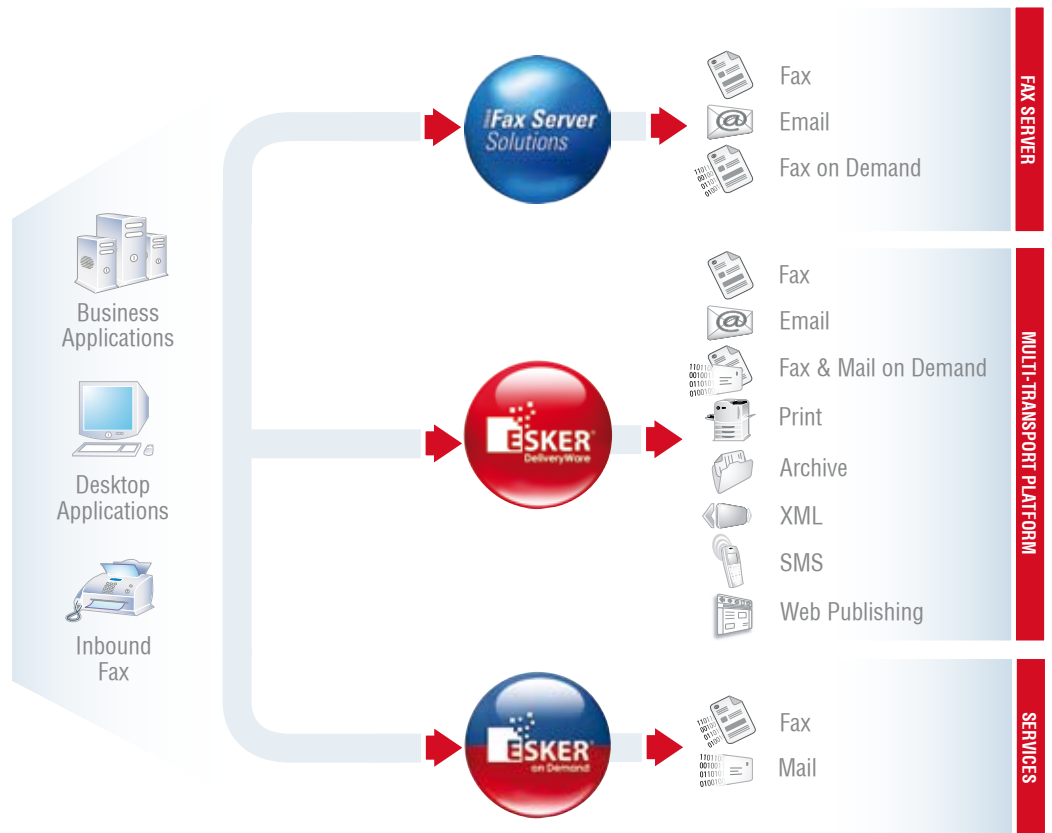 Business
Applications
Desktop
Applications
Inbound
Fax
Fax Server
Solutions
Fax
Email
Fax on Demand
FAX SERVER
ESKER
DeliveryWare
Fax
Email
Fax & Mail on Demand
Print
Archive
XML
SMS
Web Publishing
MULTI-TRANSPORT PLATFORM
ESKER
on Demand
Fax
Mail
SERVICES